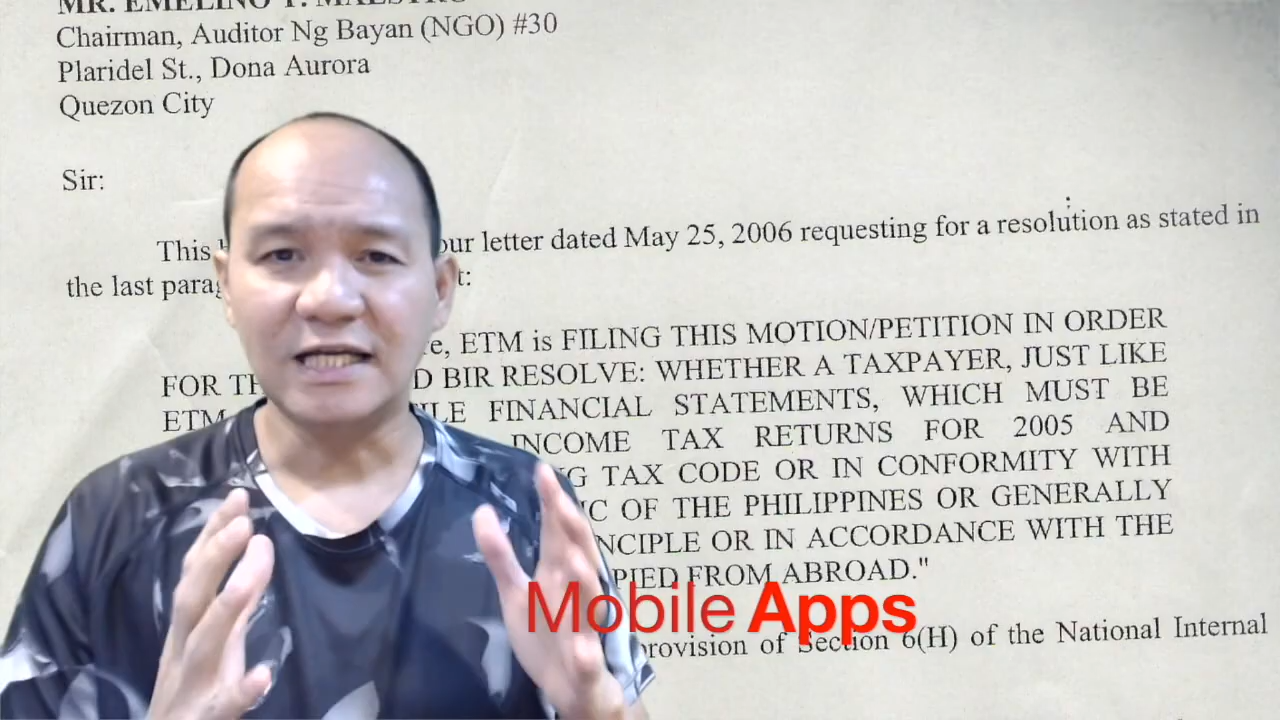 MR. EMELINO T. MAESTRO
Chairman, Auditor Ng Bayan (NGO) #30
Plaridel St., Dona Aurora
Quezon City
Sir:
This our letter dated May 25, 2006 requesting for a resolution as stated in
the last t:
e, ETM is FILING THIS MOTION/PETITION IN ORDER
FOR D BIR RESOLVE: WHETHER A TAXPAYER, JUST LIKE
ETM FINANCIAL STATEMENTS, WHICH MUST BE
INCOME TAX RETURNS FOR 2005 AND
G TAX CODE OR IN CONFORMITY WITH
C OF THE PHILIPPINES OR GENERALLY
NCIPLE OR IN ACCORDANCE WITH THE
PIED FROM ABROAD."
Mobile Apps
provision of Section 6(H) of the National Internal